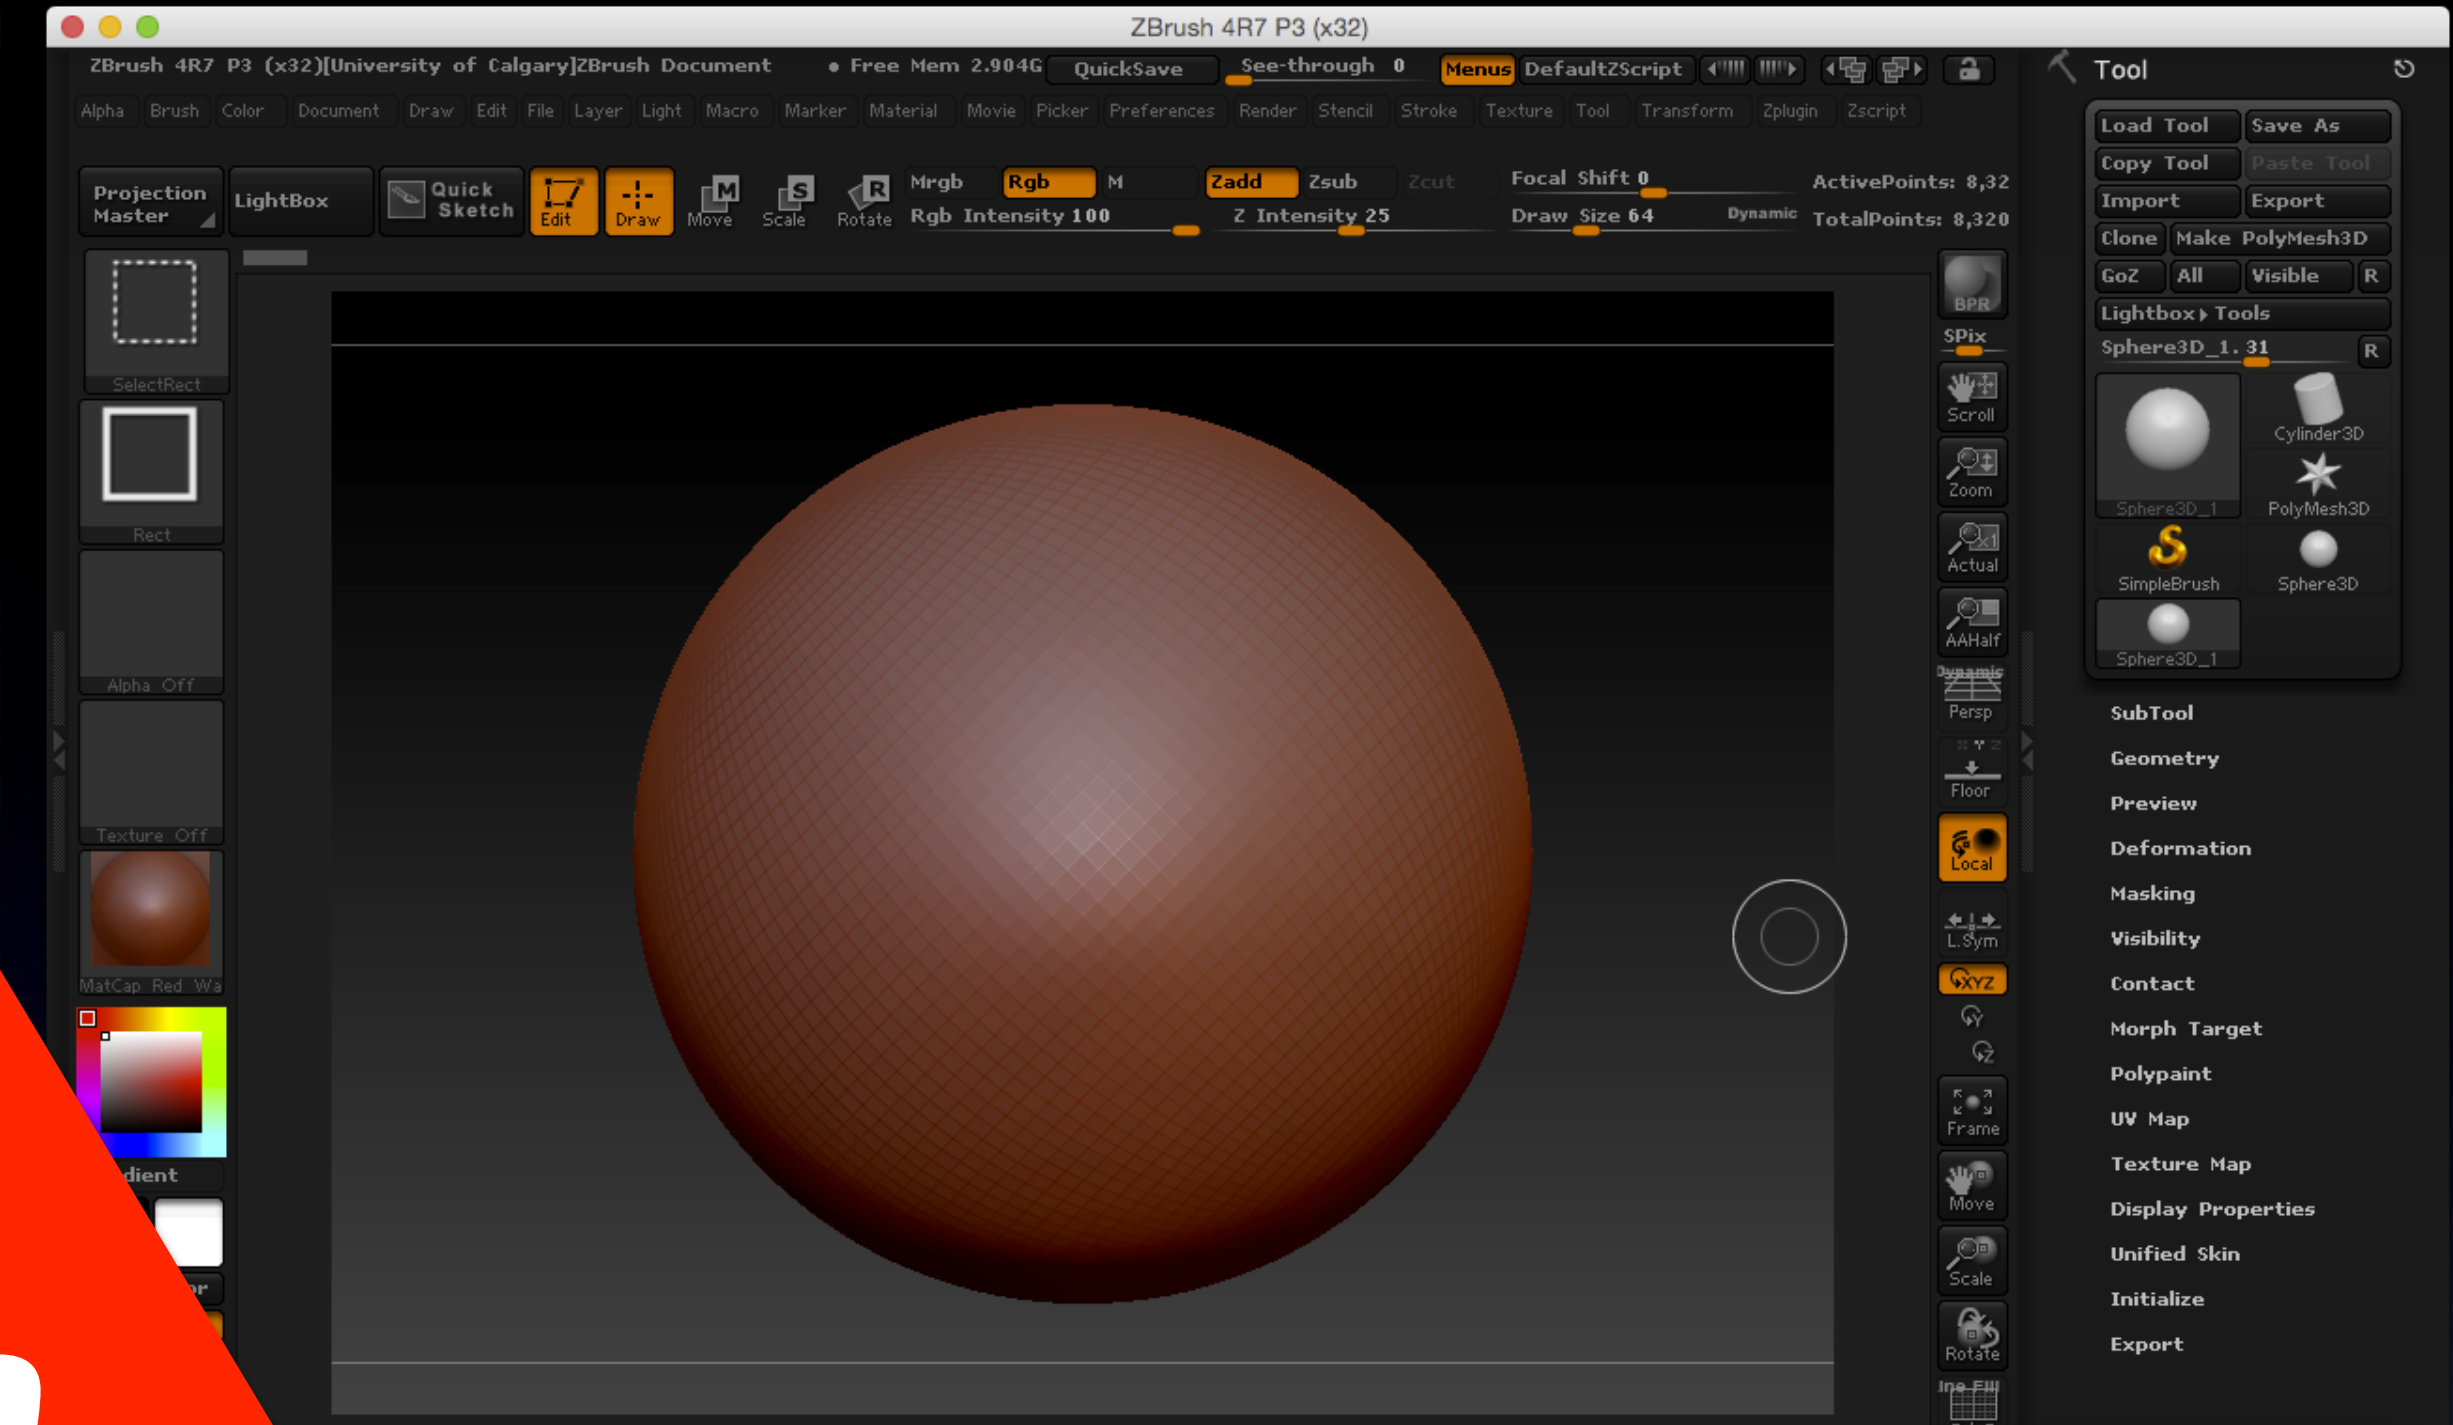 ZBrush 4R7 P3 (x32)
ZBrush 4R7 P3 (x32)[University of Calgary]ZBrush Document • Free Mem 2.904G QuickSave See-through 0 Menus DefaultZScript
Alpha Brush Color Document Draw Edit File Layer Light Macro Marker Material Movie Picker Preferences Render Stencil Stroke Texture Tool Transform Zplugin Zscript
Projection Master LightBox Quick Sketch Edit Draw Move Scale Rotate
M S R
Mrgb Rgb M Zadd Zsub Zcut Focal Shift 0 ActivePoints: 8,32
Rgb Intensity 100 Z Intensity 25 Draw Size 64 Dynamic TotalPoints: 8,320
SelectRect
Rect
Alpha Off
Texture Off
MatCap Red Wa
dient
or
BPR
SPix
Scroll
Zoom
x1
Actual
AAHalf
Dynamic
Persp
X Y Z
Floor
Local
L.Sym
XYZ
Y
Z
Frame
Move
Scale
Rotate
Tool
Load Tool Save As
Copy Tool Paste Tool
Import Export
Clone Make PolyMesh3D
GoZ All Visible R
Lightbox▸Tools
Sphere3D_1. 31 R
Sphere3D_1 Cylinder3D
PolyMesh3D
SimpleBrush Sphere3D
Sphere3D_1
SubTool
Geometry
Preview
Deformation
Masking
Visibility
Contact
Morph Target
Polypaint
UV Map
Texture Map
Display Properties
Unified Skin
Initialize
Export